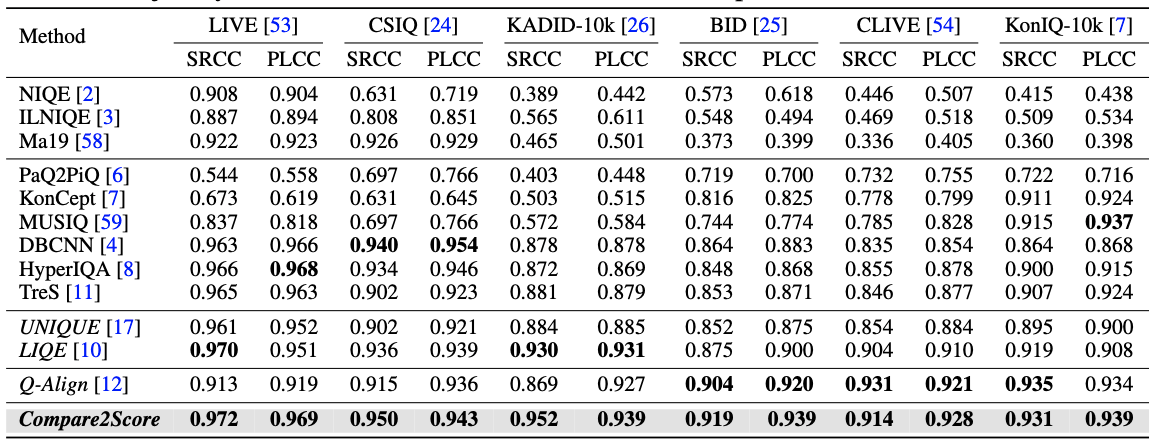 Method LIVE [53] CSIQ [24] KADID-10k [26] BID [25] CLIVE [54] KonIQ-10k [7]
SRCC PLCC SRCC PLCC SRCC PLCC SRCC PLCC SRCC PLCC SRCC PLCC
NIQE [2] 0.908 0.904 0.631 0.719 0.389 0.442 0.573 0.618 0.446 0.507 0.415 0.438
ILNIQE [3] 0.887 0.894 0.808 0.851 0.565 0.611 0.548 0.494 0.469 0.518 0.509 0.534
Ma19 [58] 0.922 0.923 0.926 0.929 0.465 0.501 0.373 0.399 0.336 0.405 0.360 0.398
PaQ2PiQ [6] 0.544 0.558 0.697 0.766 0.403 0.448 0.719 0.700 0.732 0.755 0.722 0.716
KonCept [7] 0.673 0.619 0.631 0.645 0.503 0.515 0.816 0.825 0.778 0.799 0.911 0.924
MUSIQ [59] 0.837 0.818 0.697 0.766 0.572 0.584 0.744 0.774 0.785 0.828 0.915 0.937
DBCNN [4] 0.963 0.966 0.940 0.954 0.878 0.878 0.864 0.883 0.835 0.854 0.864 0.868
HyperIQA [8] 0.966 0.968 0.934 0.946 0.872 0.869 0.848 0.868 0.855 0.878 0.900 0.915
TreS [11] 0.965 0.963 0.902 0.923 0.881 0.879 0.853 0.871 0.846 0.877 0.907 0.924
UNIQUE [17] 0.961 0.952 0.902 0.921 0.884 0.885 0.852 0.875 0.854 0.884 0.895 0.900
LIQE [10] 0.970 0.951 0.936 0.939 0.930 0.931 0.875 0.900 0.904 0.910 0.919 0.908
Q-Align [12] 0.913 0.919 0.915 0.936 0.869 0.927 0.904 0.920 0.931 0.921 0.935 0.934
Compare2Score 0.972 0.969 0.950 0.943 0.952 0.939 0.919 0.939 0.914 0.928 0.931 0.939